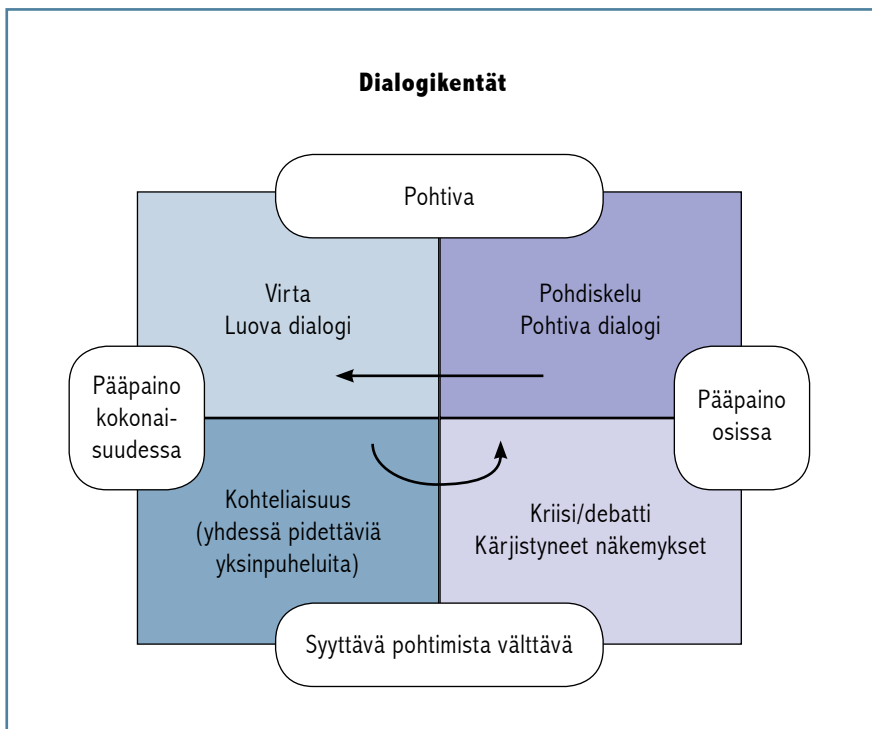 Dialogikentät
Pohtiva
Virta
Luova dialogi
Pohdiskelu
Pohtiva dialogi
Pääpaino
kokonai-
suudessa
Pääpaino
osissa
Kohteliaisuus
(yhdessä pidettäviä
yksinpuheluita)
Kriisi/debatti
Kärjistyneet näkemykset
Syyttävä pohtimista välttävä